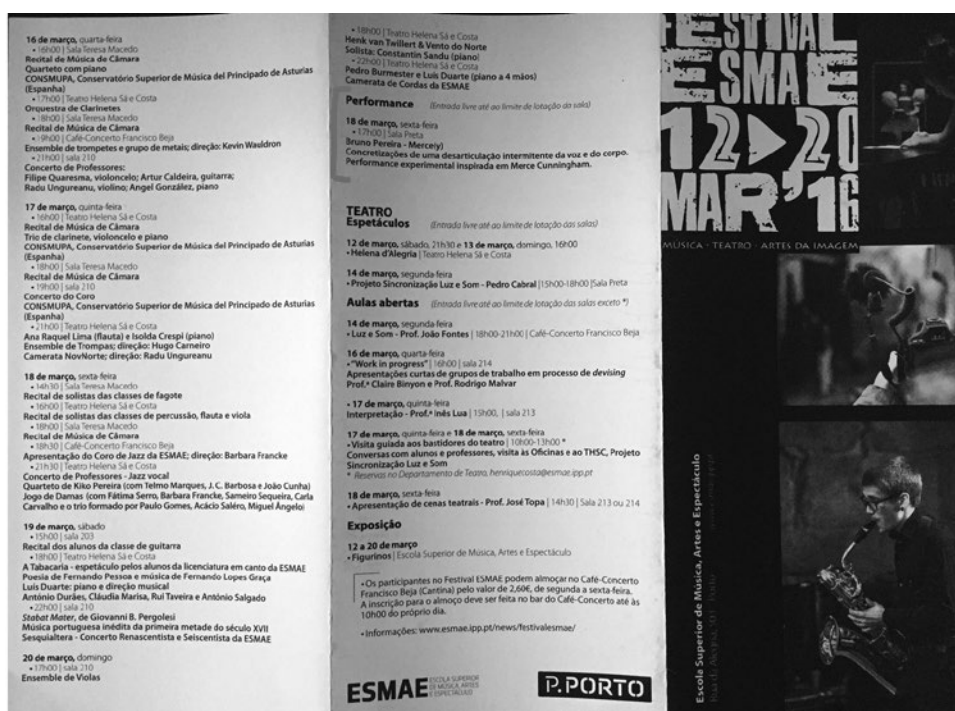 16 de março, quarta-feira
• 16h00 | Sala Teresa Macedo
Recital de Música de Câmara
Quarteto com piano
CONSMUPA, Conservatório Superior de Música del Principado de Asturias
(Espanha)
• 17h00 | Teatro Helena Sá e Costa
Orquestra de Clarinetes
• 18h00 | Sala Teresa Macedo
Recital de Música de Câmara
• 19h00 | Café-Concerto Francisco Beja
Ensemble de trompetes e grupo de metais; direção: Kevin Wauldron
• 21h00 | sala 210
Concerto de Professores:
Filipe Quaresma, violoncelo; Artur Caldeira, guitarra;
Radu Ungureanu, violino; Angel González, piano
17 de março, quinta-feira
• 16h00 | Teatro Helena Sá e Costa
Recital de Música de Câmara
Trio de clarinete, violoncelo e piano
CONSMUPA, Conservatório Superior de Música del Principado de Asturias
(Espanha)
• 18h00 | Sala Teresa Macedo
Recital de Música de Câmara
• 19h00 | sala 210
Concerto do Coro
CONSMUPA, Conservatório Superior de Música del Principado de Asturias
(Espanha)
• 21h00 | Teatro Helena Sá e Costa
Ana Raquel Lima (flauta) e Isolda Crespi (piano)
Ensemble de Trompas; direção: Hugo Carneiro
Camerata NovNorte; direção: Radu Ungureanu
18 de março, sexta-feira
• 14h30 | Sala Teresa Macedo
Recital de solistas das classes de fagote
• 16h00 | Teatro Helena Sá e Costa
Recital de solistas das classes de percussão, flauta e viola
• 18h00 | Sala Teresa Macedo
Recital de Música de Câmara
• 18h30 | Café-Concerto Francisco Beja
Apresentação do Coro de Jazz da ESMAE; direção: Barbara Francke
• 21h30 | Teatro Helena Sá e Costa
Concerto de Professores - Jazz vocal
Quarteto de Kiko Pereira (com Telmo Marques, J.C. Barbosa e João Cunha)
Jogo de Damas (com Fátima Serro, Barbara Francke, Sameiro Sequeira, Carla
Carvalho e o trio formado por Paulo Gomes, Acácio Salero, Miguel Ângelo)
19 de março, sábado
• 15h00 | sala 203
Recital dos alunos da classe de guitarra
• 18h00 | Teatro Helena Sá e Costa
A Tabacaria - espetáculo pelos alunos da licenciatura em canto da ESMAE
Poesia de Fernando Pessoa e música de Fernando Lopes Graça
Luís Duarte: piano e direção musical
António Durães, Cláudia Marisa, Rui Taveira e António Salgado
• 22h00 | sala 210
Stabat Mater, de Giovanni B. Pergolesi
Música portuguesa inédita da primeira metade do século XVII
Sesquialtera - Concerto Renascentista e Seiscentista da ESMAE
20 de março, domingo
• 17h00 | sala 210
Ensemble de Violas
• 18h00 | Teatro Helena Sá e Costa
Henk van Twillert & Vento do Norte
Solista: Constantin Sandu (piano)
• 22h00 | Teatro Helena Sá e Costa
Pedro Burmester e Luís Duarte (piano a 4 mãos)
Camerata de Cordas da ESMAE
Performance (Entrada livre até ao limite de lotação da sala)
18 de março, sexta-feira
• 17h00 | Sala Preta
Bruno Pereira - Merce(y)
Concretizações de uma desarticulação intermitente da voz e do corpo.
Performance experimental inspirada em Merce Cunningham.
TEATRO
Espetáculos (Entrada livre até ao limite de lotação das salas)
12 de março, sábado, 21h30 e 13 de março, domingo, 16h00
• Helena d'Alegria | Teatro Helena Sá e Costa
14 de março, segunda-feira
• Projeto Sincronização Luz e Som - Pedro Cabral |15h00-18h00 |Sala Preta
Aulas abertas (Entrada livre até ao limite de lotação das salas exceto *)
14 de março, segunda-feira
• Luz e Som - Prof. João Fontes | 18h00-21h00 | Café-Concerto Francisco Beja
16 de março, quarta-feira
• "Work in progress" | 16h00 | sala 214
Apresentações curtas de grupos de trabalho em processo de devising
Prof.ª Claire Binyon e Prof. Rodrigo Malvar
• 17 de março, quinta-feira
Interpretação - Prof.ª Inês Lua | 15h00, | sala 213
17 de março, quinta-feira e 18 de março, sexta-feira
• Visita guiada aos bastidores do teatro | 10h00-13h00 *
Conversas com alunos e professores, visita às Oficinas e ao THSC, Projeto
Sincronização Luz e Som
* Reservas no Departamento de Teatro, henriquecosta@esmae.ipp.pt
18 de março, sexta-feira
• Apresentação de cenas teatrais - Prof. José Topa | 14h30 | Sala 213 ou 214
Exposição
12 a 20 de março
• Figurinos | Escola Superior de Música, Artes e Espectáculo
• Os participantes no Festival ESMAE podem almoçar no Café-Concerto
Francisco Beja (Cantina) pelo valor de 2,60€, de segunda a sexta-feira.
A inscrição para o almoço deve ser feita no bar do Café-Concerto até às
10h00 do próprio dia.
• Informações: www.esmae.ipp.pt/news/festivalesmae/
ESMAE ESCOLA SUPERIOR
DE MÚSICA, ARTES
E ESPECTÁCULO
P.PORTO
FESTIVAL
ESMAE
12 20
MAR'16
MÚSICA - TEATRO - ARTES DA IMAGEM
Escola Superior de Música, Artes e Espectáculo